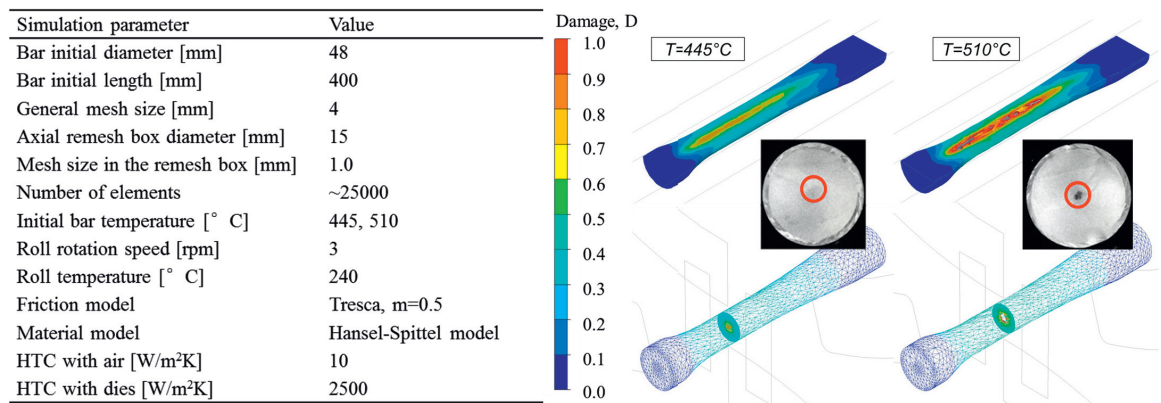 Simulation parameter Value
Bar initial diameter [mm] 48
Bar initial length [mm] 400
General mesh size [mm] 4
Axial remesh box diameter [mm] 15
Mesh size in the remesh box [mm] 1.0
Number of elements ~25000
Initial bar temperature [° C] 445, 510
Roll rotation speed [rpm] 3
Roll temperature [° C] 240
Friction model Tresca, m=0.5
Material model Hansel-Spittel model
HTC with air [W/m²K] 10
HTC with dies [W/m²K] 2500
Damage, D
1.0
0.9
0.8
0.7
0.6
0.5
0.4
0.3
0.2
0.1
0.0
T=445°C
T=510°C